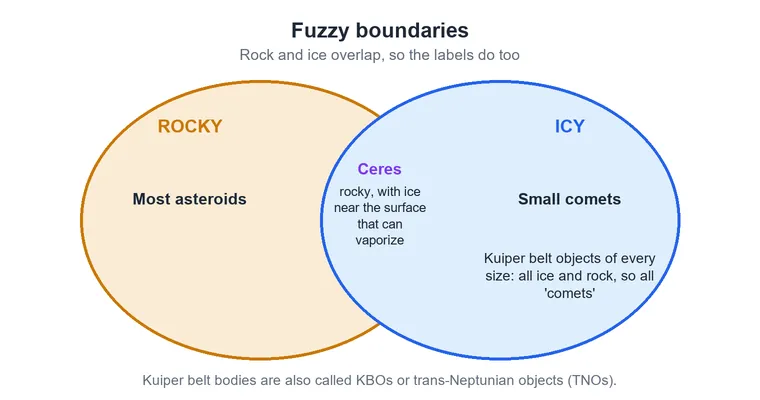 Fuzzy boundaries
Rock and ice overlap, so the labels do too
ROCKY
ICY
Ceres
rocky, with ice
near the surface
that can
vaporize
Most asteroids
Small comets
Kuiper belt objects of every
size: all ice and rock, so all
'comets'
Kuiper belt bodies are also called KBOs or trans-Neptunian objects (TNOs).